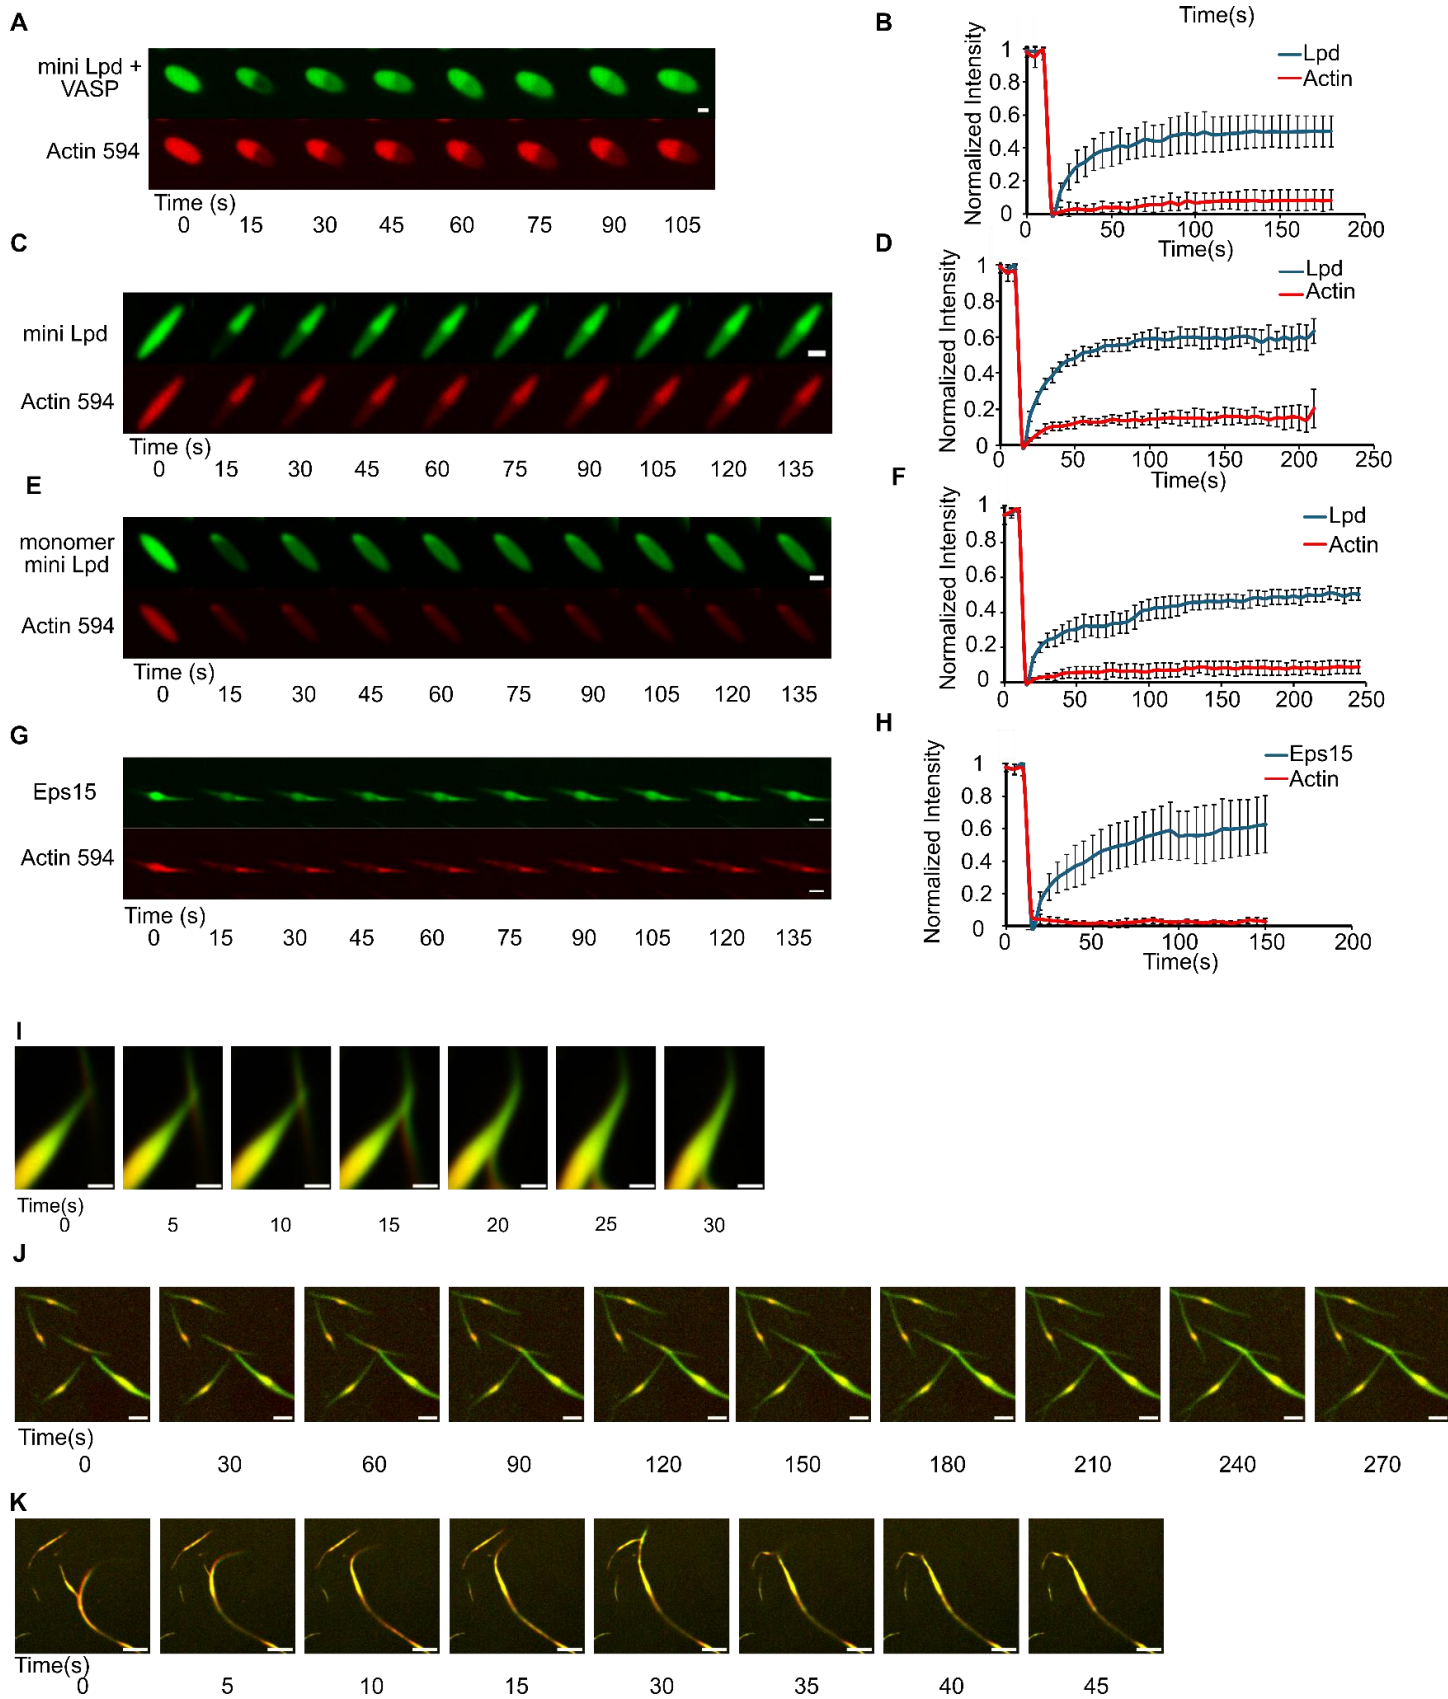 A
mini Lpd +
VASP
Actin 594
Time (s)
0 15 30 45 60 75 90 105
B
Time(s)
Normalized Intensity
Lpd
Actin
1
0.8
0.6
0.4
0.2
0
50 100 150 200
Time(s)
C
mini Lpd
Actin 594
Time (s)
0 15 30 45 60 75 90 105 120 135
D
Normalized Intensity
Lpd
Actin
1
0.8
0.6
0.4
0.2
0
0 50 100 150 200 250
Time(s)
E
monomer
mini Lpd
Actin 594
Time (s)
0 15 30 45 60 75 90 105 120 135
F
Normalized Intensity
Lpd
Actin
1
0.8
0.6
0.4
0.2
0
0 50 100 150 200 250
Time(s)
G
Eps15
Actin 594
Time (s)
0 15 30 45 60 75 90 105 120 135
H
Normalized Intensity
Eps15
Actin
1
0.8
0.6
0.4
0.2
0
0 50 100 150 200
Time(s)
I
Time(s)
0 5 10 15 20 25 30
J
Time(s)
0 30 60 90 120 150 180 210 240 270
K
Time(s)
0 5 10 15 30 35 40 45